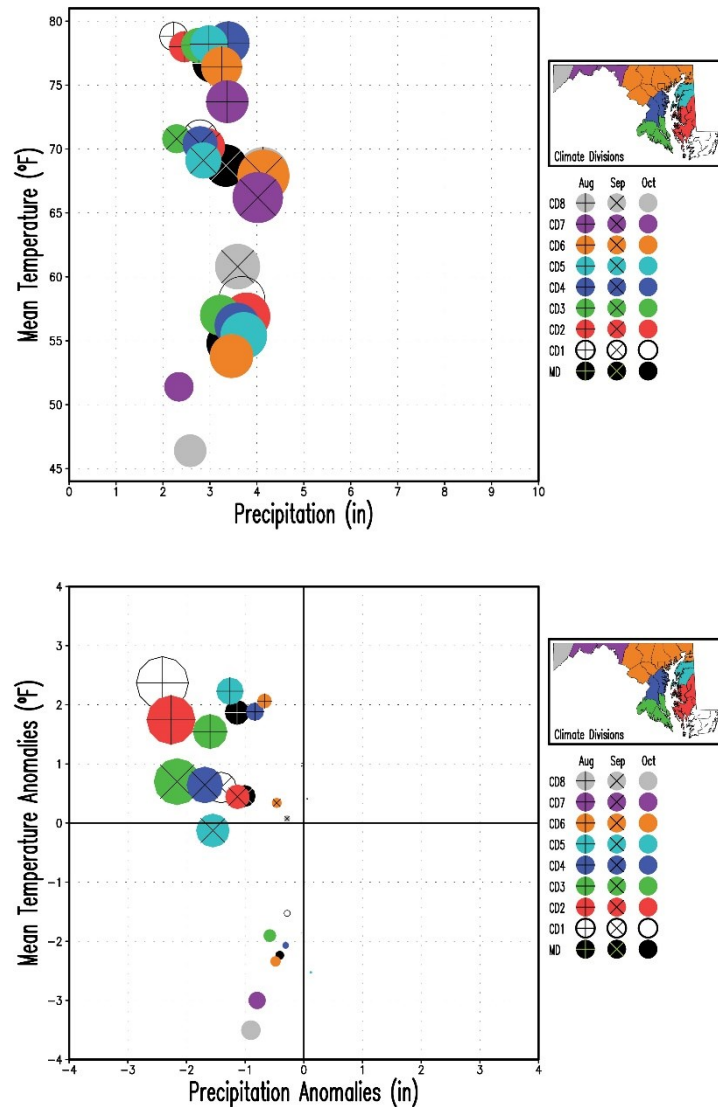 80
75
70
65
60
55
50
45
0 1 2 3 4 5 6 7 8 9 10
Mean Temperature (ºF)
Precipitation (in)
Climate Divisions
Aug Sep Oct
CD8
CD7
CD6
CD5
CD4
CD3
CD2
CD1
MD
4
3
2
1
0
−1
−2
−3
−4
−4 −3 −2 −1 0 1 2 3 4
Mean Temperature Anomalies (ºF)
Precipitation Anomalies (in)
Climate Divisions
Aug Sep Oct
CD8
CD7
CD6
CD5
CD4
CD3
CD2
CD1
MD